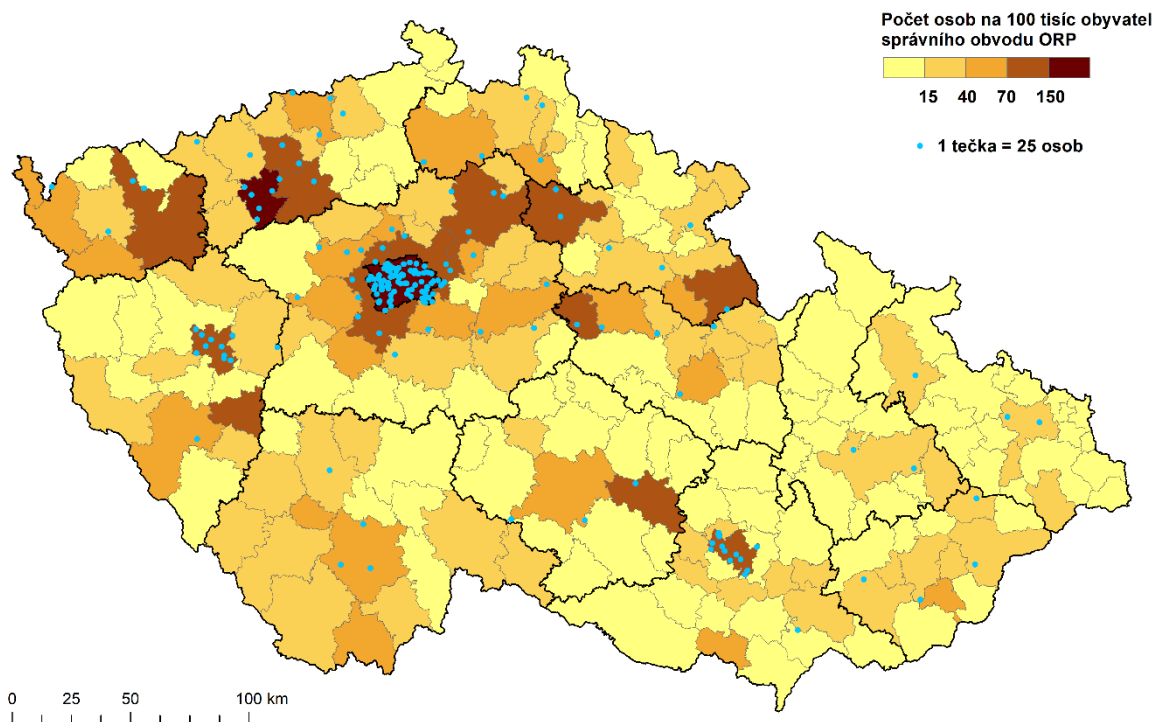 Počet osob na 100 tisíc obyvatel
správního obvodu ORP
15 40 70 150
1 tečka = 25 osob
0 25 50 100 km